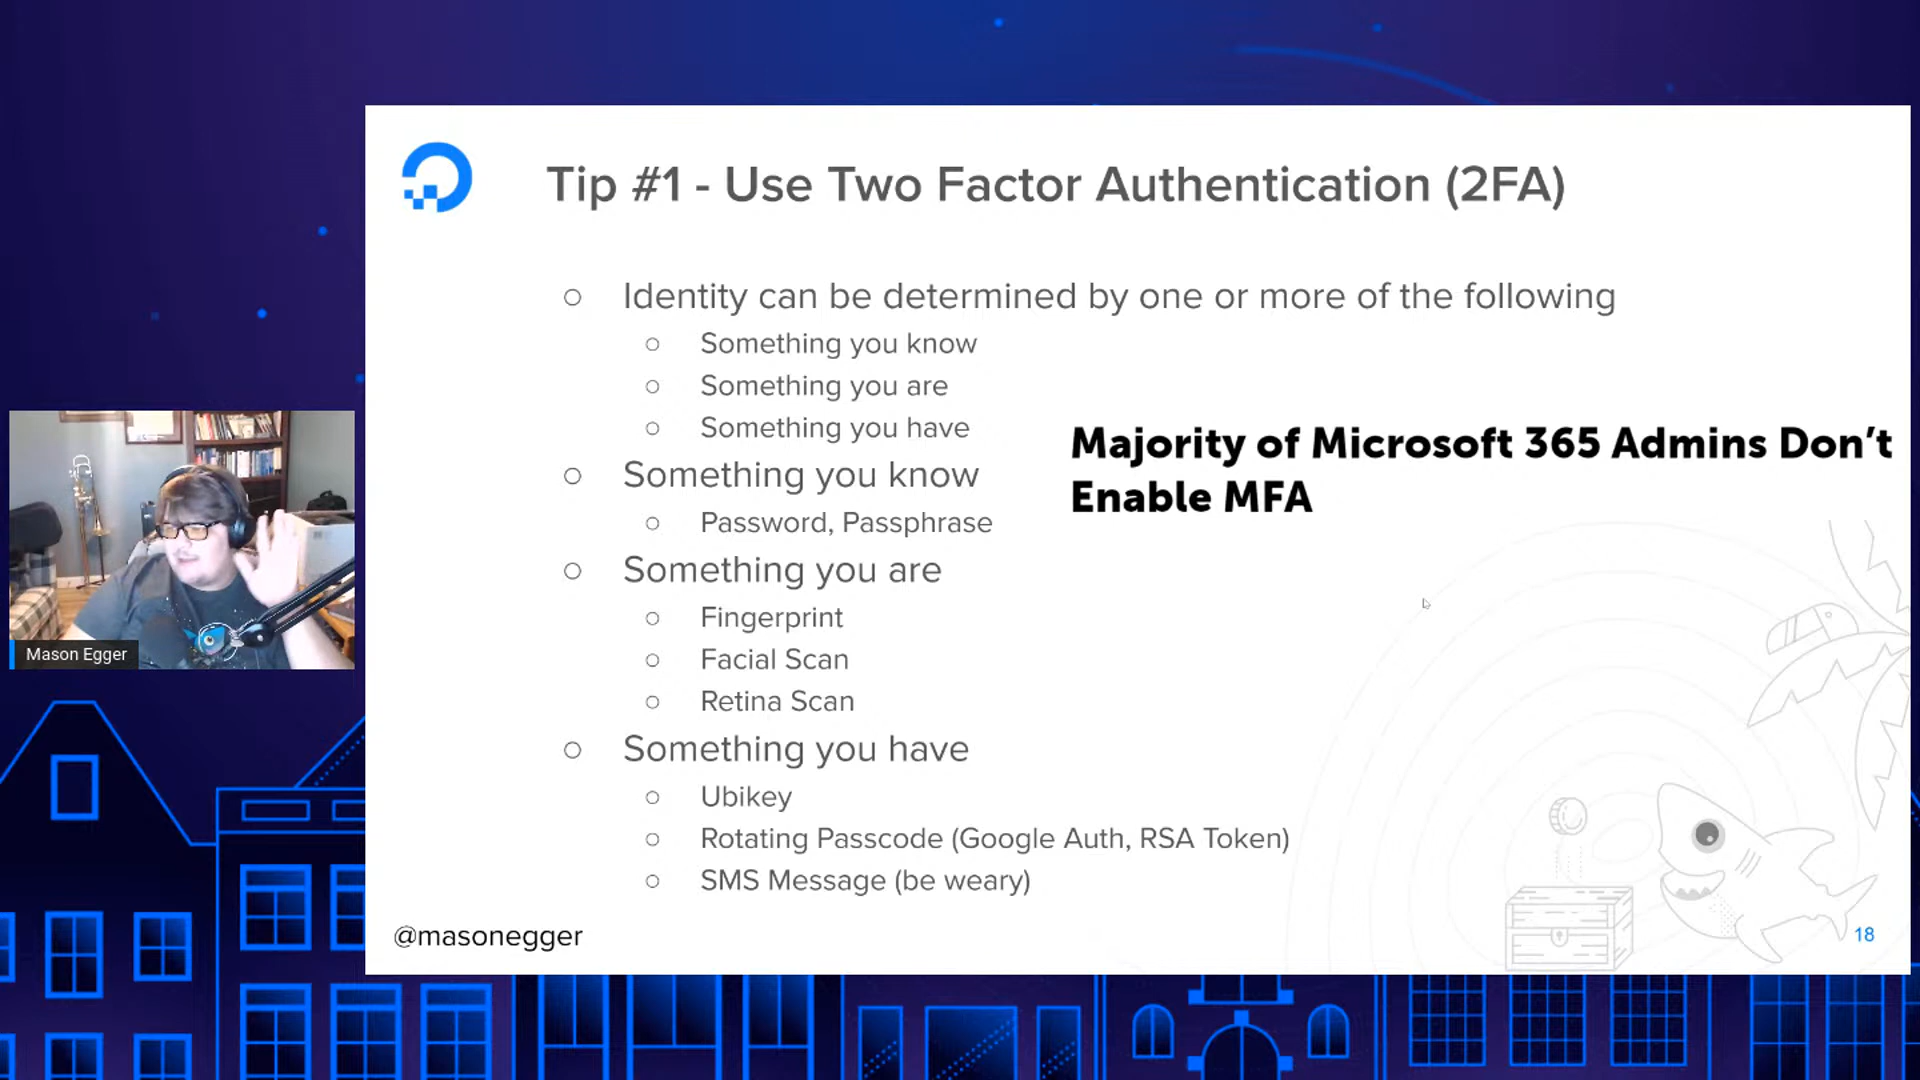 Tip #1 - Use Two Factor Authentication (2FA)
Identity can be determined by one or more of the following
Something you know
Something you are
Something you have
Something you know
Password, Passphrase
Something you are
Fingerprint
Facial Scan
Retina Scan
Something you have
Ubikey
Rotating Passcode (Google Auth, RSA Token)
SMS Message (be weary)
Majority of Microsoft 365 Admins Don’t
Enable MFA
Mason Egger
@masonegger
18